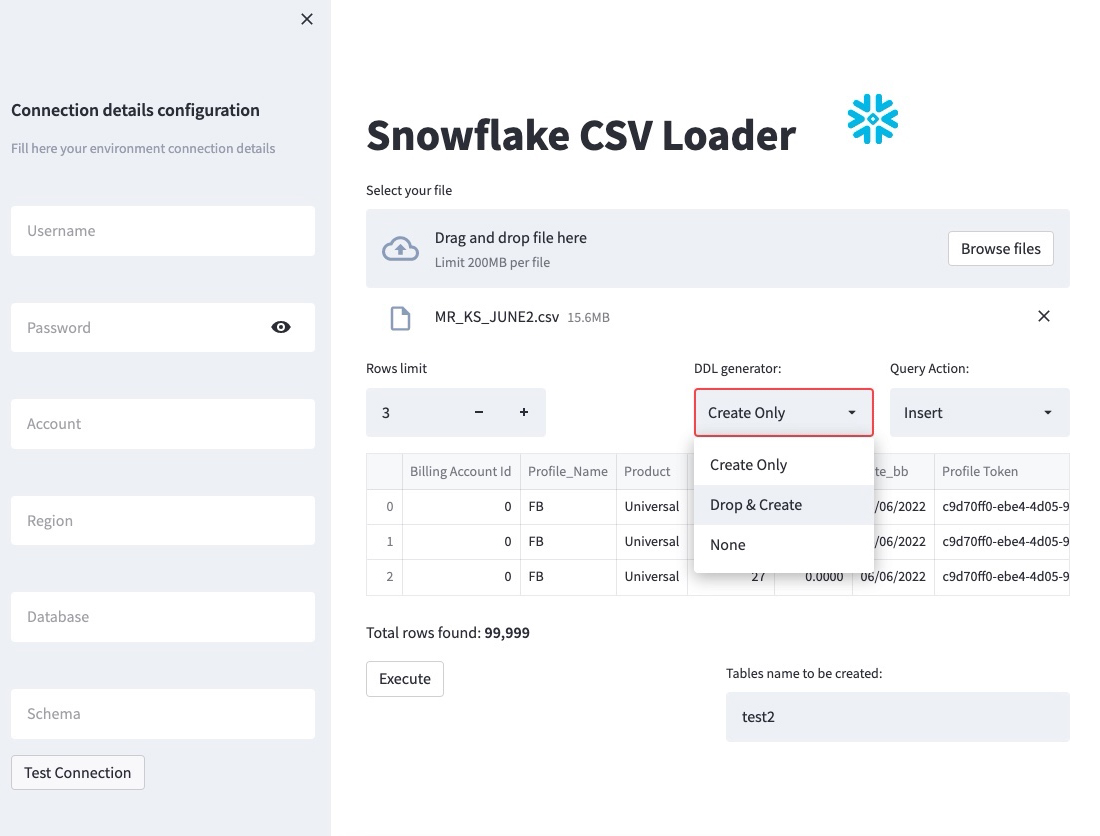 Connection details configuration
Fill here your environment connection details
Username
Password
Account
Region
Database
Schema
Test Connection
Snowflake CSV Loader
Select your file
Drag and drop file here
Limit 200MB per file
Browse files
MR_KS_JUNE2.csv 15.6MB
Rows limit DDL generator: Query Action:
3 - + Create Only Insert
Create Only
Drop & Create
None
Billing Account Id Profile_Name Product Profile Token
0 0 FB Universal /06/2022 c9d70ff0-ebe4-4d05-9
1 0 FB Universal /06/2022 c9d70ff0-ebe4-4d05-9
2 0 FB Universal 27 0.0000 06/06/2022 c9d70ff0-ebe4-4d05-9
Total rows found: 99,999
Execute
Tables name to be created:
test2